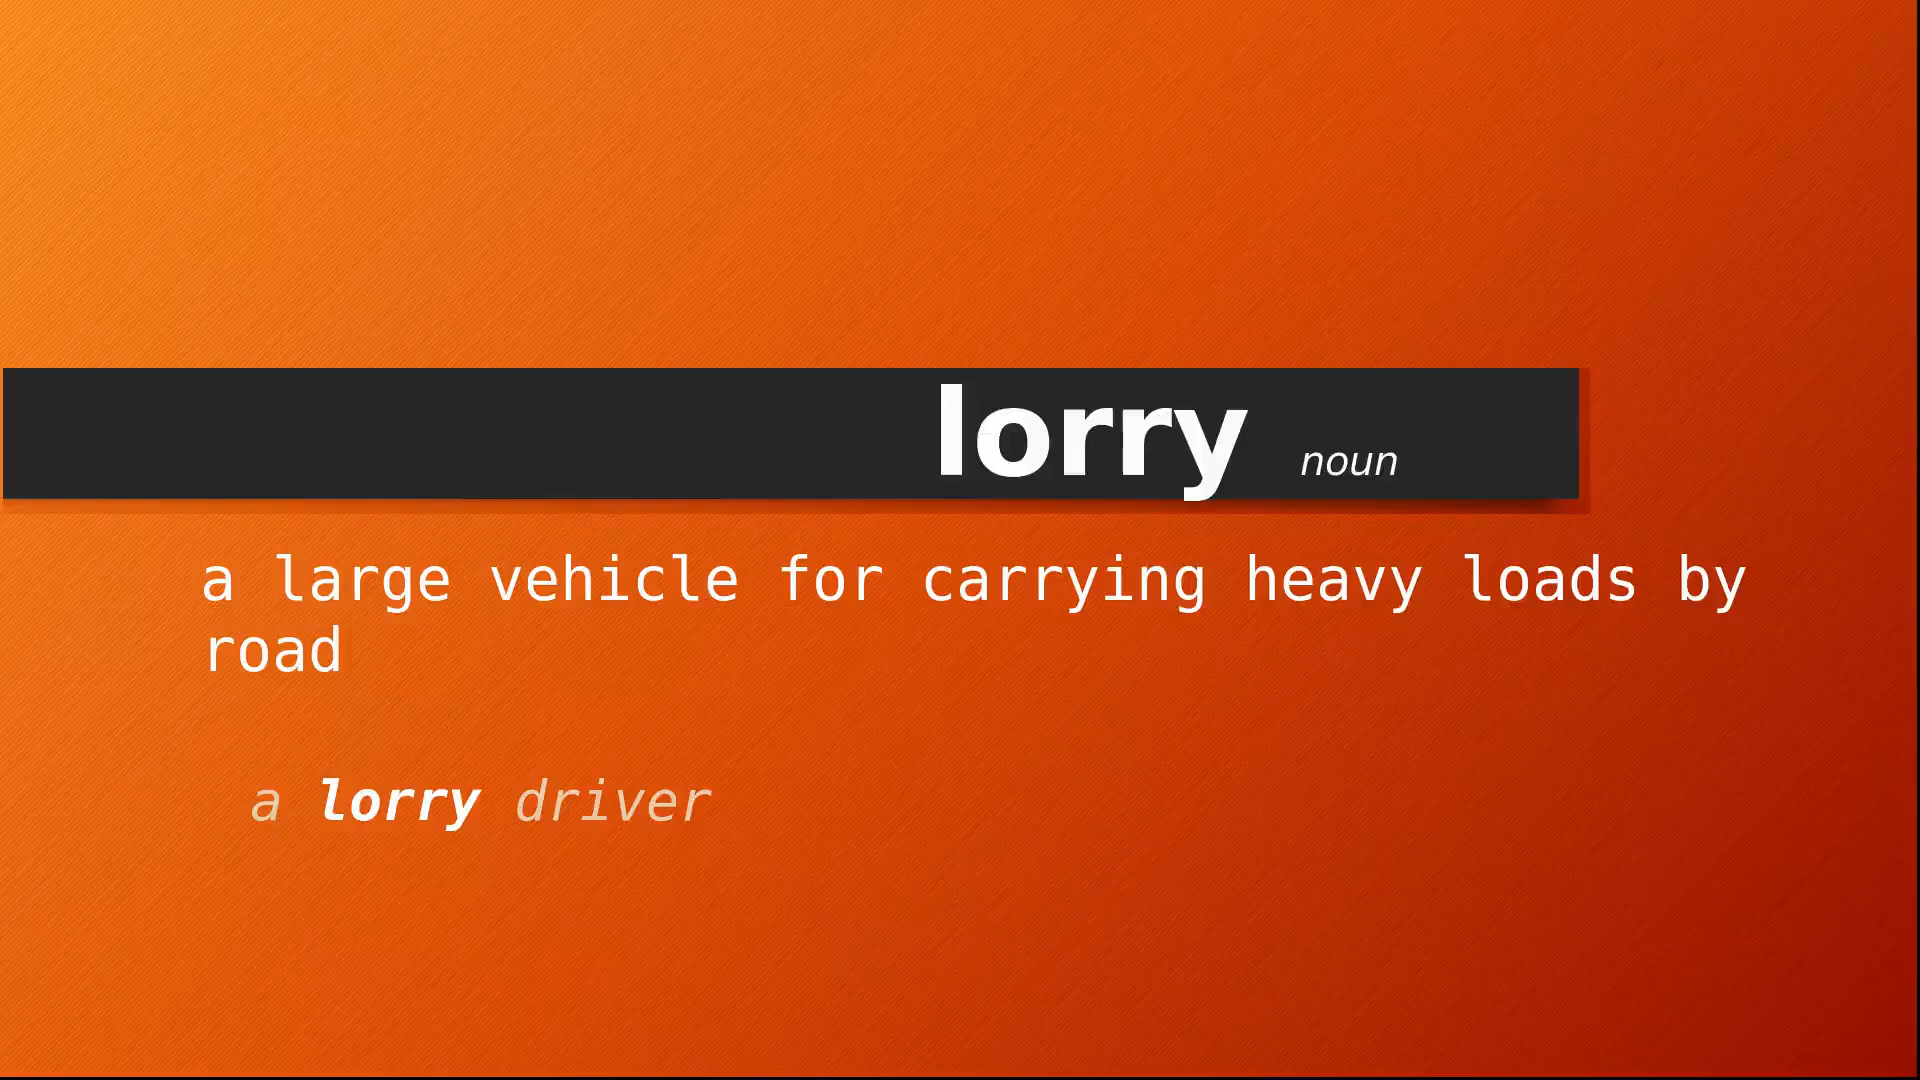 lorry noun
a large vehicle for carrying heavy loads by
road
a lorry driver